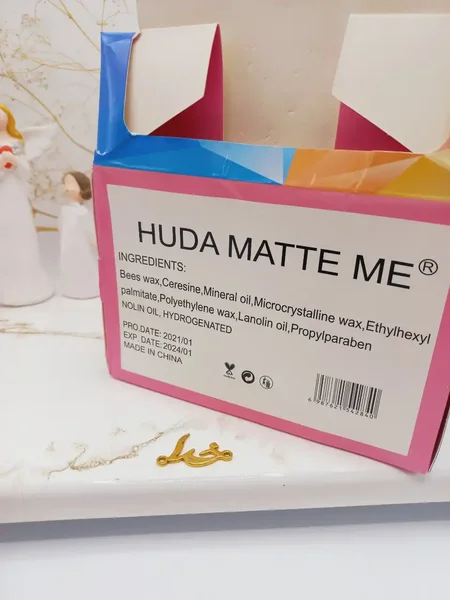 HUDA MATTE ME®
INGREDIENTS:
Bees wax,Ceresine,Mineral oil,Microcrystalline wax,Ethylhexyl
palmitate,Polyethylene wax,Lanolin oil,Propylparaben
NOLIN OIL, HYDROGENATED
PRO.DATE: 2021/01
EXP. DATE: 2024/01
MADE IN CHINA